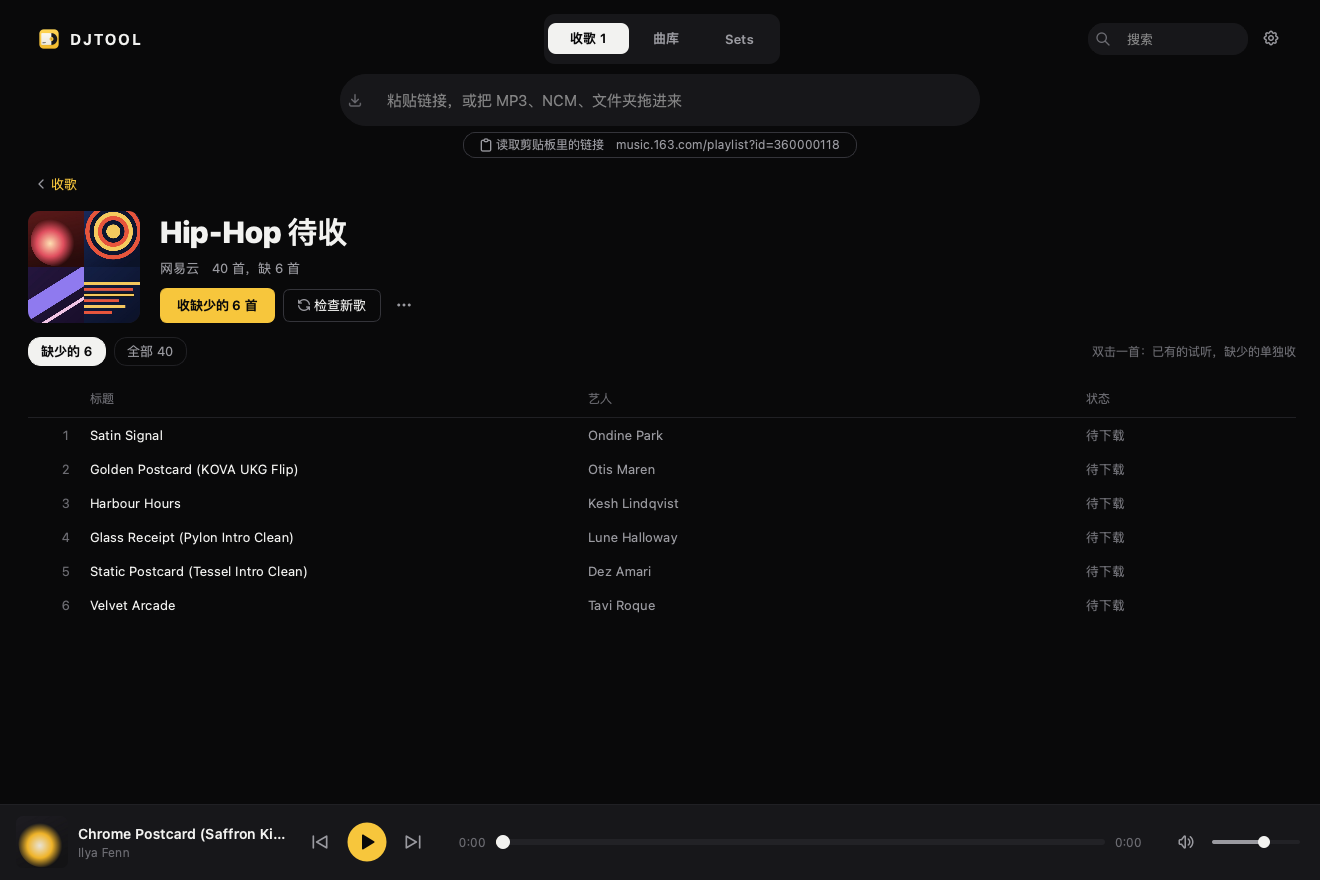 DJTOOL
收歌 1
曲库
Sets
搜索
粘贴链接，或把 MP3、NCM、文件夹拖进来
读取剪贴板里的链接 music.163.com/playlist?id=360000118
收歌
Hip-Hop 待收
网易云 40 首，缺 6 首
收缺少的 6 首
检查新歌
缺少的 6
全部 40
双击一首：已有的试听，缺少的单独收
标题 艺人 状态
1 Satin Signal Ondine Park 待下载
2 Golden Postcard (KOVA UKG Flip) Otis Maren 待下载
3 Harbour Hours Kesh Lindqvist 待下载
4 Glass Receipt (Pylon Intro Clean) Lune Halloway 待下载
5 Static Postcard (Tessel Intro Clean) Dez Amari 待下载
6 Velvet Arcade Tavi Roque 待下载
Chrome Postcard (Saffron Ki...
Ilya Fenn
0:00
0:00